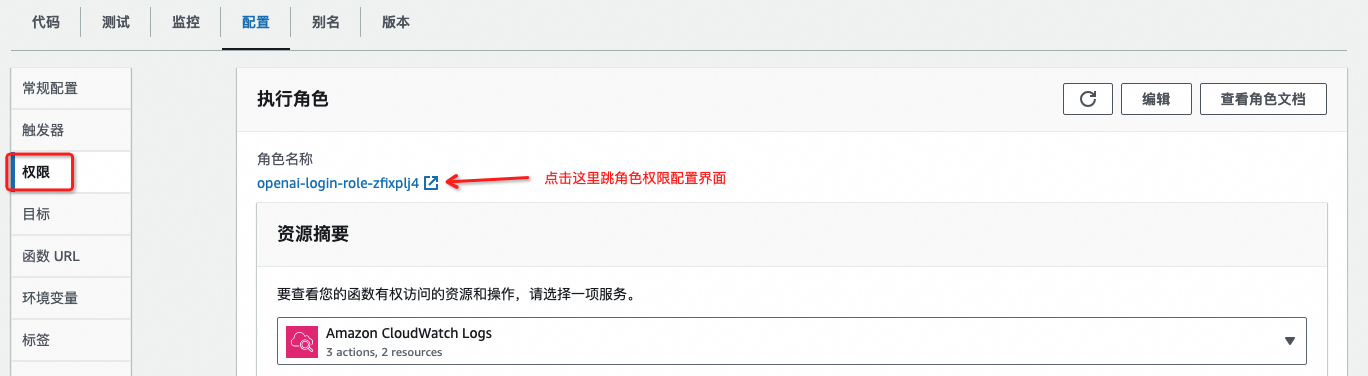 代码 测试 监控 配置 别名 版本
常规配置
触发器
权限
目标
函数 URL
环境变量
标签
执行角色
编辑 查看角色文档
角色名称
openai-login-role-zfixplj4
点击这里跳角色权限配置界面
资源摘要
要查看您的函数有权访问的资源和操作，请选择一项服务。
Amazon CloudWatch Logs
3 actions, 2 resources